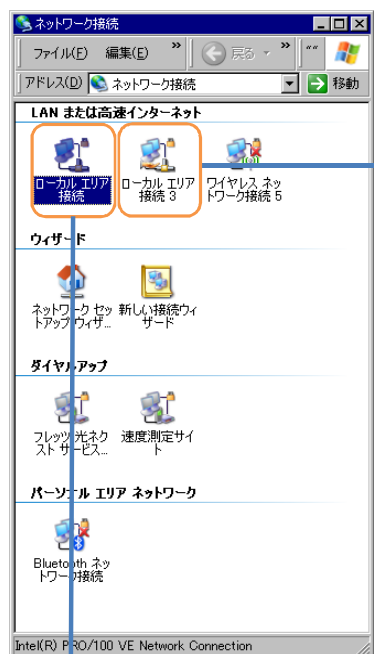 ネットワーク接続
ファイル(F) 編集(E) » 戻る »
アドレス(D) ネットワーク接続 移動
LAN または高速インターネット
ローカル エリア 接続
ローカル エリア 接続 3
ワイヤレス ネットワーク接続 5
ウィザード
ネットワーク セットアップ ウィザ...
新しい接続ウィザード
ダイヤルアップ
フレッツ 光ネクスト サービス...
速度測定サイト
パーソナル エリア ネットワーク
Bluetooth ネットワーク接続
Intel(R) PRO/100 VE Network Connection